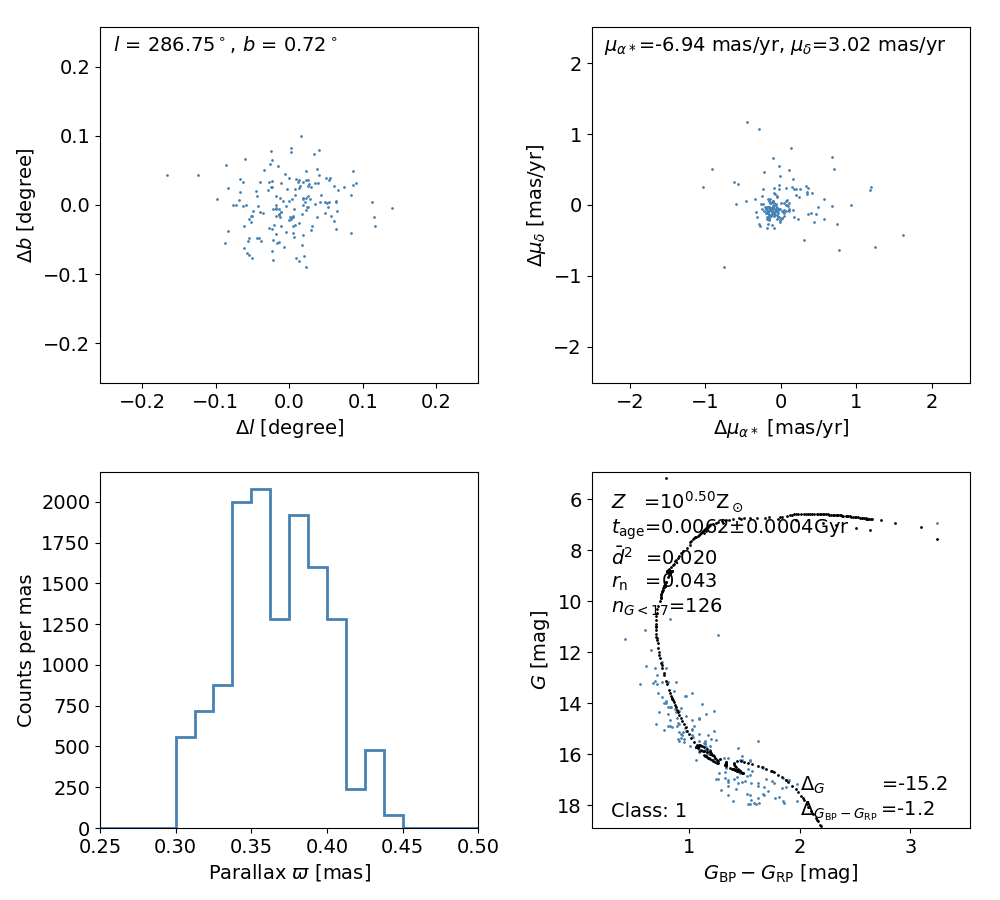 l = 286.75°, b = 0.72°
0.2
0.1
0.0
−0.1
−0.2
Δb [degree]
−0.2 −0.1 0.0 0.1 0.2
Δl [degree]
μα∗=-6.94 mas/yr, μδ=3.02 mas/yr
2
1
0
−1
−2
Δμδ [mas/yr]
−2 −1 0 1 2
Δμα∗ [mas/yr]
2000
1750
1500
1250
1000
750
500
250
0
Counts per mas
0.25 0.30 0.35 0.40 0.45 0.50
Parallax ϖ [mas]
Z =10^0.50Z⊙
tage=0.0062±0.0004Gyr
d̄² =0.020
rn =0.043
nG<17=126
6
8
10
12
14
16
18
G [mag]
ΔG =-15.2
Class: 1 ΔGBP−GRP=-1.2
1 2 3
GBP − GRP [mag]